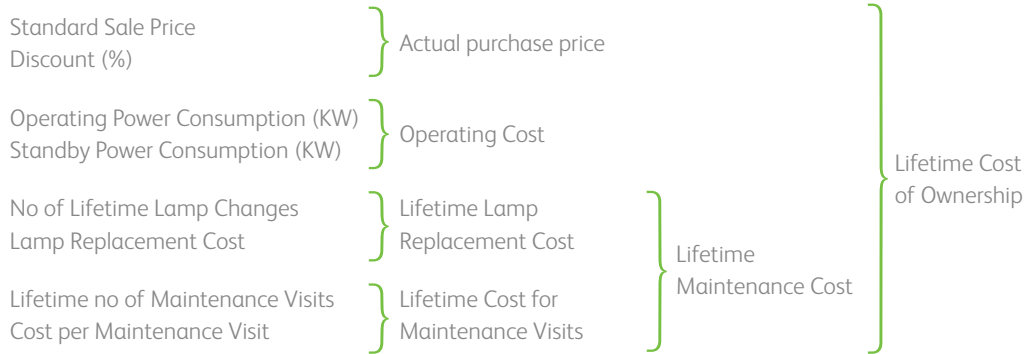 Standard Sale Price
Discount (%)
Actual purchase price
Operating Power Consumption (KW)
Standby Power Consumption (KW)
Operating Cost
No of Lifetime Lamp Changes
Lamp Replacement Cost
Lifetime Lamp
Replacement Cost
Lifetime no of Maintenance Visits
Cost per Maintenance Visit
Lifetime Cost for
Maintenance Visits
Lifetime
Maintenance Cost
Lifetime Cost
of Ownership